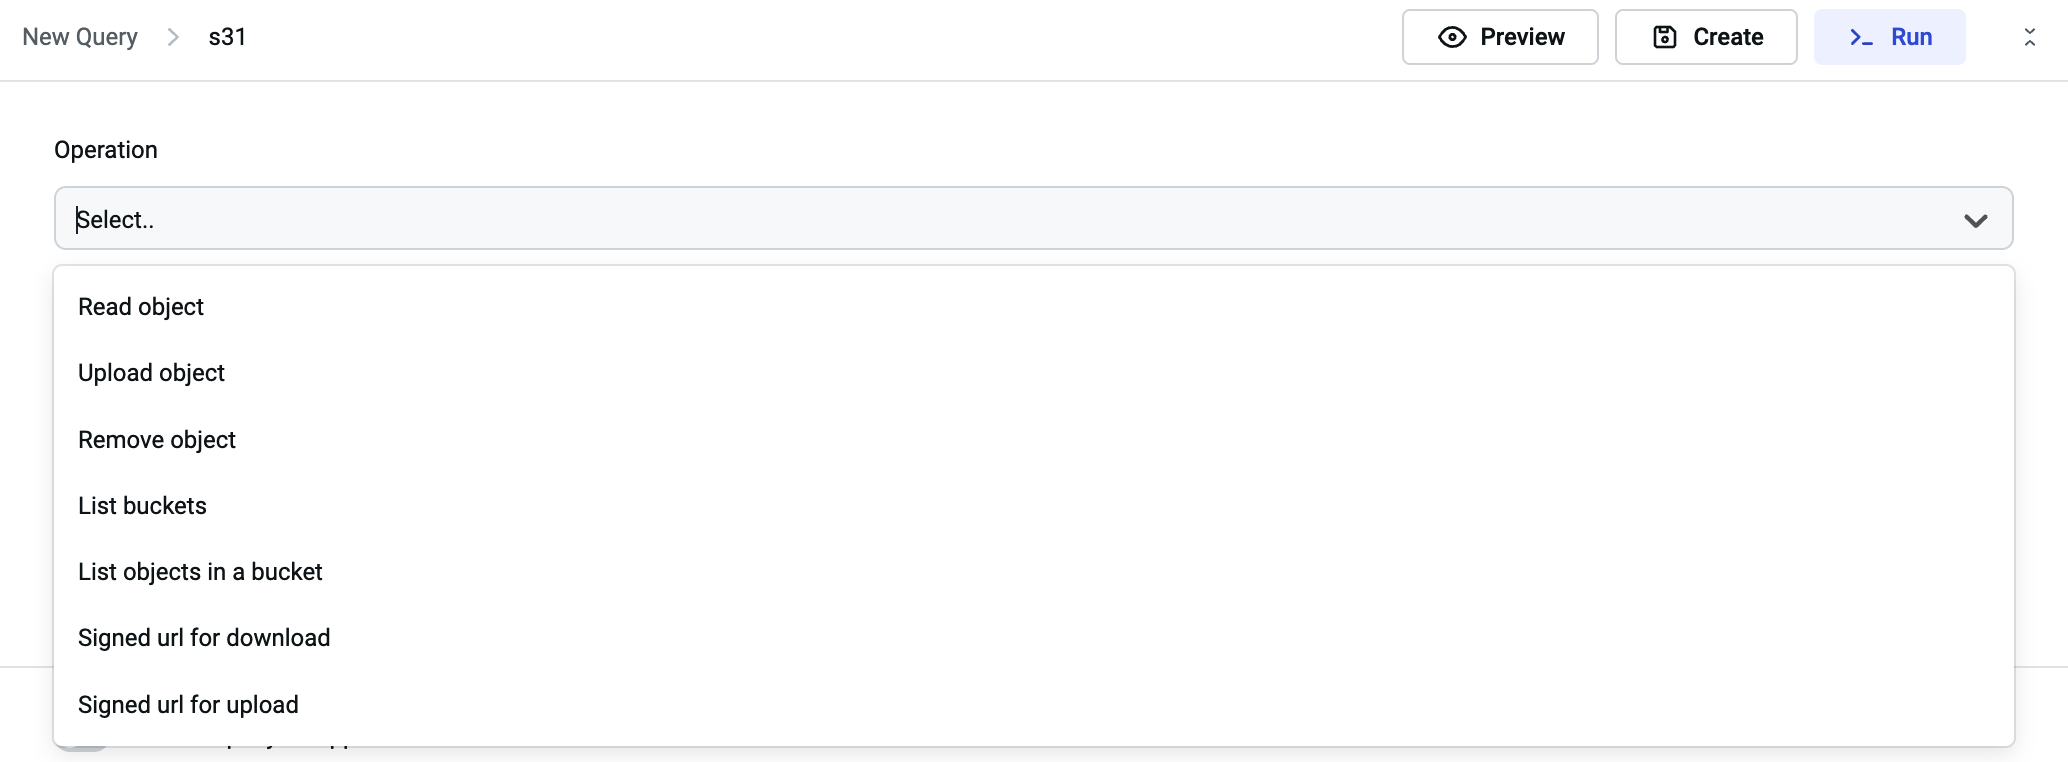 New Query > s31
Preview
Create
>_ Run
Operation
Select..
Read object
Upload object
Remove object
List buckets
List objects in a bucket
Signed url for download
Signed url for upload